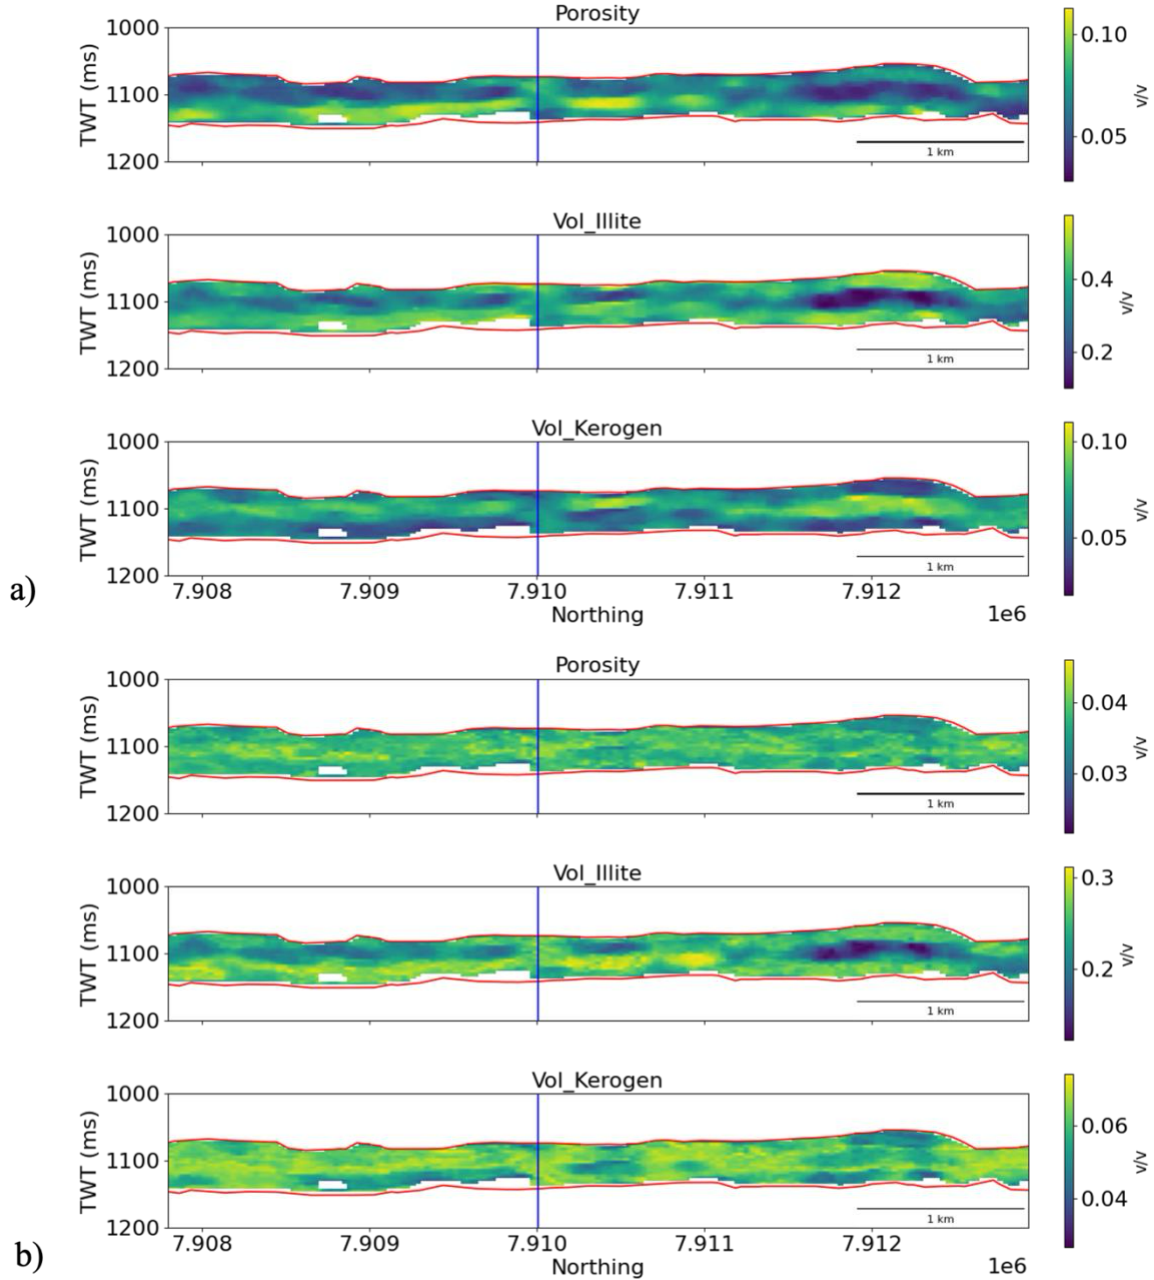 Porosity
1000
1100
1200
TWT (ms)
1 km
0.10
0.05
v/v
Vol_Illite
1000
1100
1200
TWT (ms)
1 km
0.4
0.2
v/v
Vol_Kerogen
1000
1100
1200
TWT (ms)
1 km
0.10
0.05
v/v
a)
7.908 7.909 7.910 7.911 7.912
Northing
1e6
Porosity
1000
1100
1200
TWT (ms)
1 km
0.04
0.03
v/v
Vol_Illite
1000
1100
1200
TWT (ms)
1 km
0.3
0.2
v/v
Vol_Kerogen
1000
1100
1200
TWT (ms)
1 km
0.06
0.04
v/v
b)
7.908 7.909 7.910 7.911 7.912
Northing
1e6